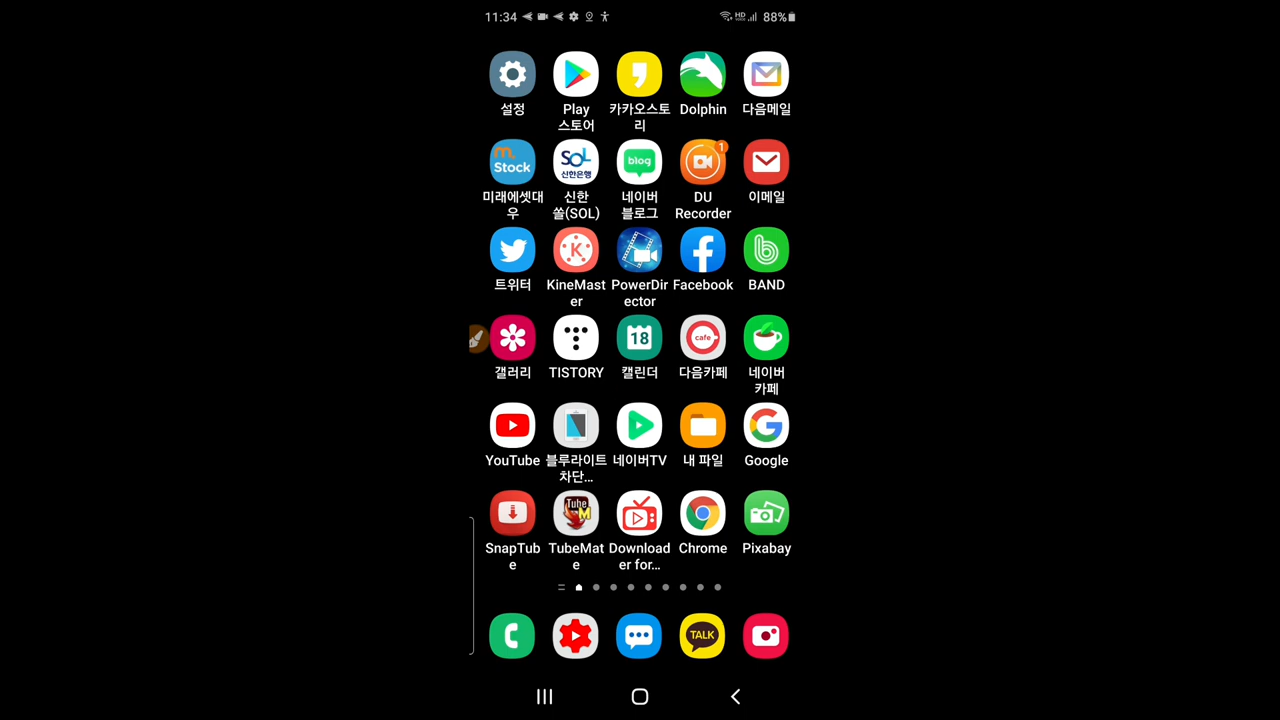 11:34
HD
88%
설정
Play
스토어
카카오스토
리
Dolphin
다음메일
m
Stock
SOL
신한은행
blog
1
미래에셋대
우
신한
쏠(SOL)
네이버
블로그
DU
Recorder
이메일
K
트위터
KineMast
er
PowerDir
ector
Facebook
BAND
18
cafe
갤러리
TISTORY
캘린더
다음카페
네이버
카페
YouTube
블루라이트
차단...
네이버TV
내 파일
Google
Tube
M
SnapTub
e
TubeMat
e
Download
er for...
Chrome
Pixabay
TALK